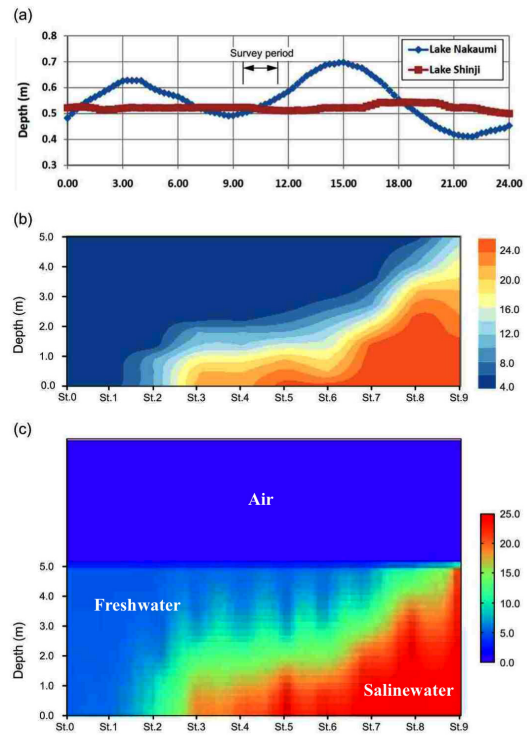 (a)
0.8
0.7
0.6
0.5
0.4
0.3
Depth (m)
Survey period
Lake Nakaumi
Lake Shinji
0.00 3.00 6.00 9.00 12.00 15.00 18.00 21.00 24.00
(b)
5.0
4.0
3.0
2.0
1.0
0.0
Depth (m)
St.0 St.1 St.2 St.3 St.4 St.5 St.6 St.7 St.8 St.9
24.0
20.0
16.0
12.0
8.0
4.0
(c)
Air
5.0
4.0
3.0
2.0
1.0
0.0
Depth (m)
Freshwater
Salinewater
St.0 St.1 St.2 St.3 St.4 St.5 St.6 St.7 St.8 St.9
25.0
20.0
15.0
10.0
5.0
0.0